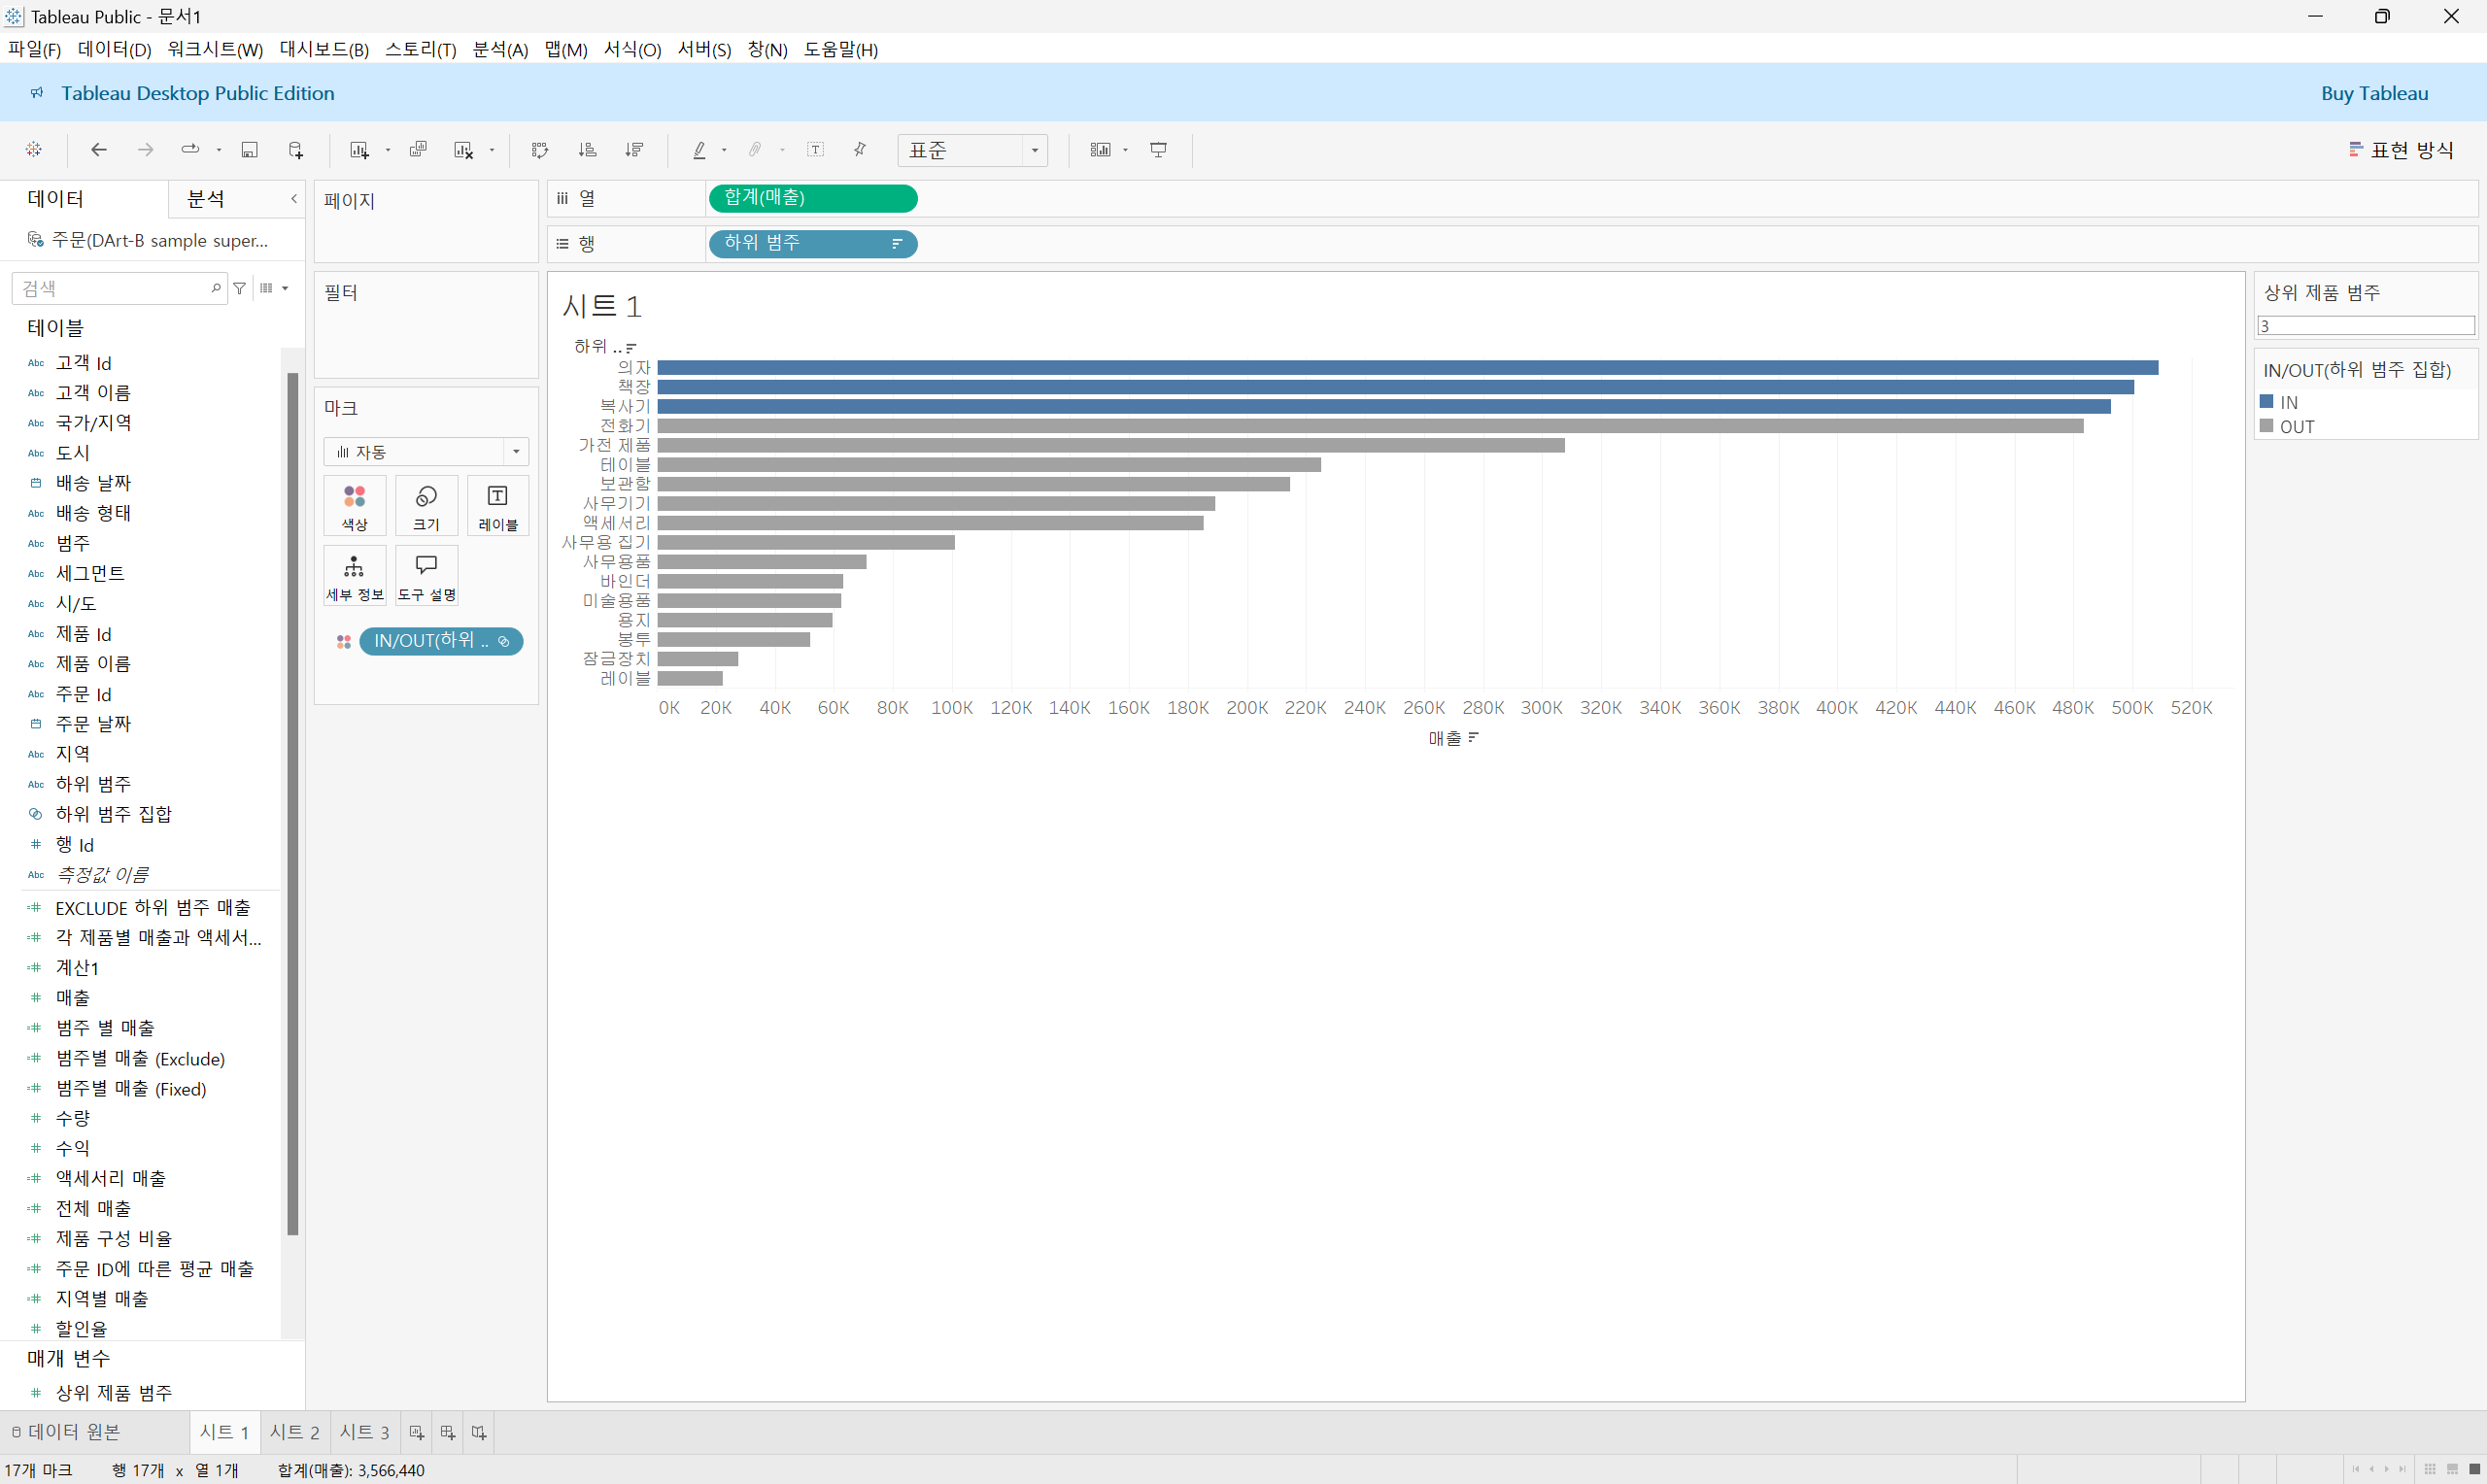 Tableau Public - 문서1
파일(F) 데이터(D) 워크시트(W) 대시보드(B) 스토리(T) 분석(A) 맵(M) 서식(O) 서버(S) 창(N) 도움말(H)
Tableau Desktop Public Edition
Buy Tableau
표준
표현 방식
데이터 분석
주문(DArt-B sample super...
검색
테이블
Abc 고객 Id
Abc 고객 이름
Abc 국가/지역
Abc 도시
배송 날짜
Abc 배송 형태
Abc 범주
Abc 세그먼트
Abc 시/도
Abc 제품 Id
Abc 제품 이름
Abc 주문 Id
주문 날짜
Abc 지역
Abc 하위 범주
하위 범주 집합
# 행 Id
Abc 측정값 이름
=# EXCLUDE 하위 범주 매출
=# 각 제품별 매출과 액세서...
=# 계산1
# 매출
=# 범주 별 매출
=# 범주별 매출 (Exclude)
=# 범주별 매출 (Fixed)
# 수량
# 수익
=# 액세서리 매출
=# 전체 매출
=# 제품 구성 비율
=# 주문 ID에 따른 평균 매출
=# 지역별 매출
# 할인율
매개 변수
# 상위 제품 범주
페이지
필터
마크
자동
색상 크기 레이블
세부 정보 도구 설명
IN/OUT(하위 ..
열 합계(매출)
행 하위 범주
시트 1
하위 ..
의자
책장
복사기
전화기
가전 제품
테이블
보관함
사무기기
액세서리
사무용 집기
사무용품
바인더
미술용품
용지
봉투
잠금장치
레이블
0K 20K 40K 60K 80K 100K 120K 140K 160K 180K 200K 220K 240K 260K 280K 300K 320K 340K 360K 380K 400K 420K 440K 460K 480K 500K 520K
매출
상위 제품 범주
3
IN/OUT(하위 범주 집합)
IN
OUT
데이터 원본 시트 1 시트 2 시트 3
17개 마크 행 17개 x 열 1개 합계(매출): 3,566,440